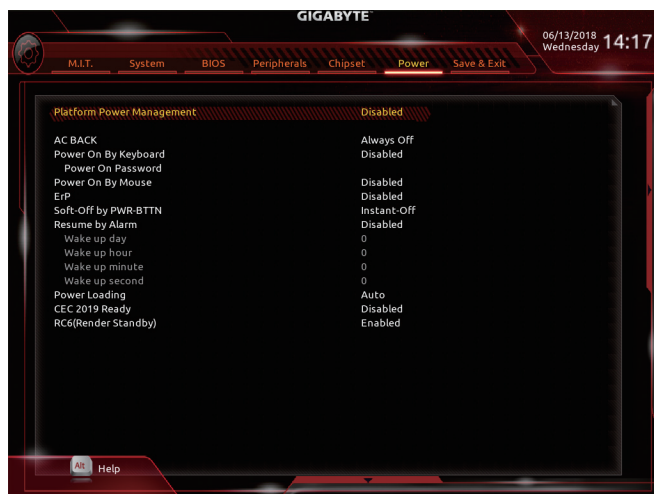 GIGABYTE™
06/13/2018 Wednesday 14:17
M.I.T. System BIOS Peripherals Chipset Power Save & Exit
Platform Power Management Disabled
AC BACK Always Off
Power On By Keyboard Disabled
Power On Password
Power On By Mouse Disabled
ErP Disabled
Soft-Off by PWR-BTTN Instant-Off
Resume by Alarm Disabled
Wake up day 0
Wake up hour 0
Wake up minute 0
Wake up second 0
Power Loading Auto
CEC 2019 Ready Disabled
RC6(Render Standby) Enabled
Alt Help